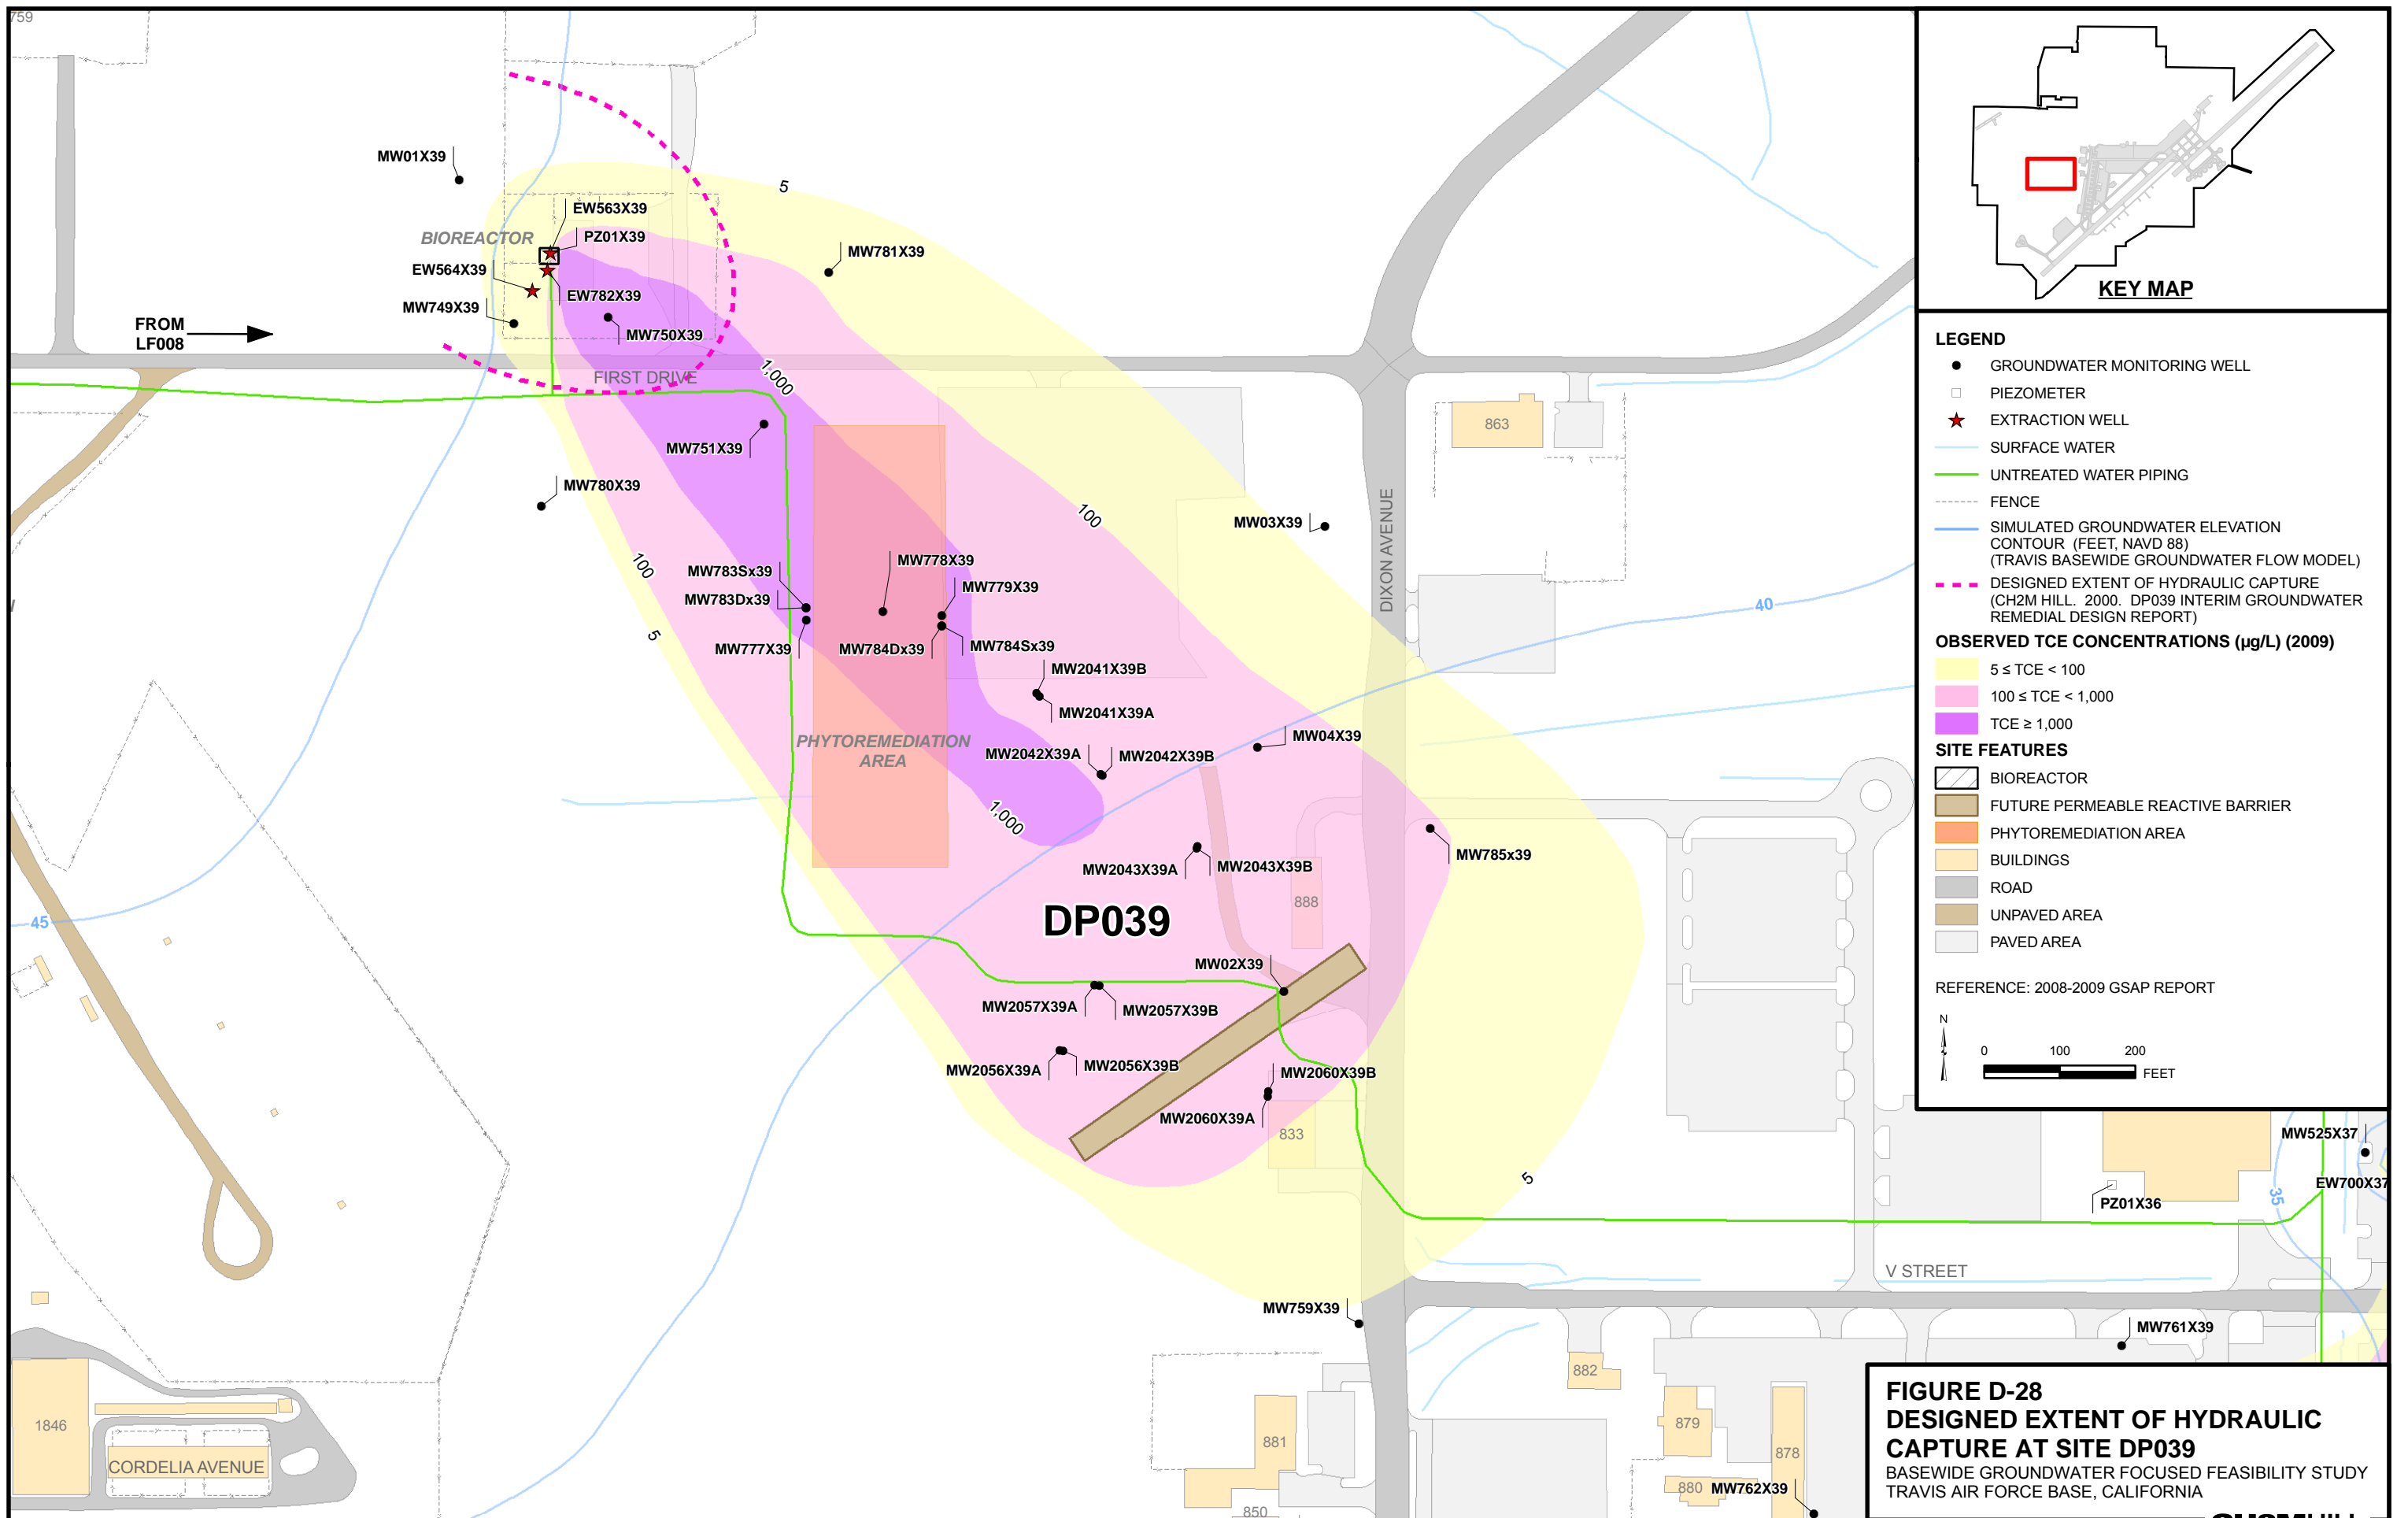 759
MW01X39
EW563X39
BIOREACTOR
PZ01X39
EW564X39
EW782X39
MW749X39
MW750X39
MW781X39
5
FROM
LF008
FIRST DRIVE
1,000
MW751X39
MW780X39
100
MW03X39
863
DIXON AVENUE
100
5
MW783Sx39
MW783Dx39
MW777X39
MW778X39
MW779X39
MW784Dx39
MW784Sx39
MW2041X39B
MW2041X39A
40
PHYTOREMEDIATION
AREA
MW2042X39A
MW2042X39B
MW04X39
1,000
MW785x39
MW2043X39A
MW2043X39B
888
DP039
45
MW02X39
MW2057X39A
MW2057X39B
MW2056X39A
MW2056X39B
MW2060X39B
MW2060X39A
833
5
MW525X37
EW700X37
PZ01X36
35
V STREET
MW759X39
MW761X39
882
879
878
881
880
MW762X39
850
1846
CORDELIA AVENUE
KEY MAP
LEGEND
GROUNDWATER MONITORING WELL
PIEZOMETER
EXTRACTION WELL
SURFACE WATER
UNTREATED WATER PIPING
FENCE
SIMULATED GROUNDWATER ELEVATION
CONTOUR (FEET, NAVD 88)
(TRAVIS BASEWIDE GROUNDWATER FLOW MODEL)
DESIGNED EXTENT OF HYDRAULIC CAPTURE
(CH2M HILL. 2000. DP039 INTERIM GROUNDWATER
REMEDIAL DESIGN REPORT)
OBSERVED TCE CONCENTRATIONS (µg/L) (2009)
5 ≤ TCE < 100
100 ≤ TCE < 1,000
TCE ≥ 1,000
SITE FEATURES
BIOREACTOR
FUTURE PERMEABLE REACTIVE BARRIER
PHYTOREMEDIATION AREA
BUILDINGS
ROAD
UNPAVED AREA
PAVED AREA
REFERENCE: 2008-2009 GSAP REPORT
N
0 100 200
FEET
FIGURE D-28
DESIGNED EXTENT OF HYDRAULIC
CAPTURE AT SITE DP039
BASEWIDE GROUNDWATER FOCUSED FEASIBILITY STUDY
TRAVIS AIR FORCE BASE, CALIFORNIA